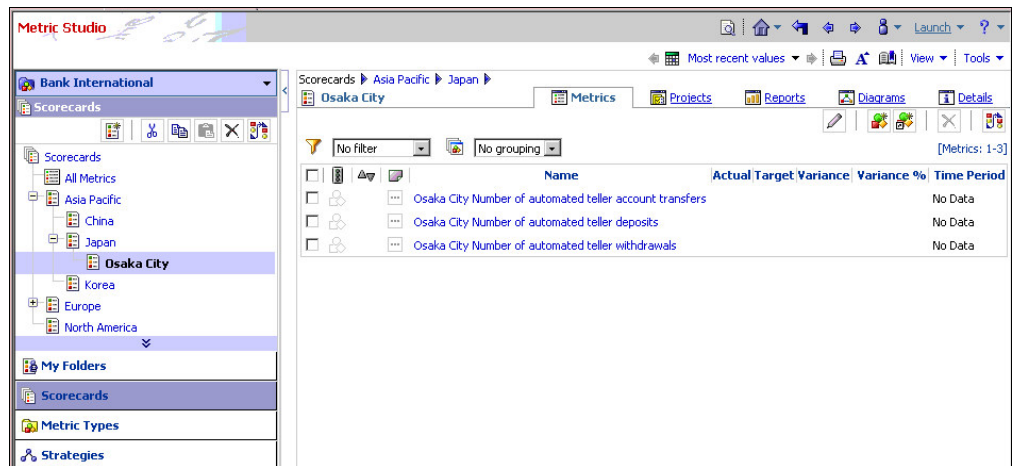 Metric Studio
Launch ?
Most recent values View Tools
Bank International
Scorecards
Scorecards
All Metrics
Asia Pacific
China
Japan
Osaka City
Korea
Europe
North America
My Folders
Scorecards
Metric Types
Strategies
Scorecards Asia Pacific Japan
Osaka City Metrics Projects Reports Diagrams Details
No filter No grouping [Metrics: 1-3]
Name Actual Target Variance Variance % Time Period
Osaka City Number of automated teller account transfers No Data
Osaka City Number of automated teller deposits No Data
Osaka City Number of automated teller withdrawals No Data